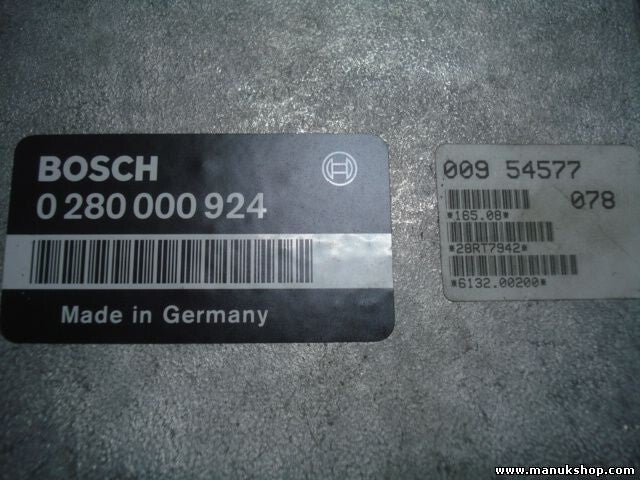 BOSCH
0 280 000 924
Made in Germany
009 54577
078
*165.08*
*28RT7942*
*6132.00200*
www.manukshop.com